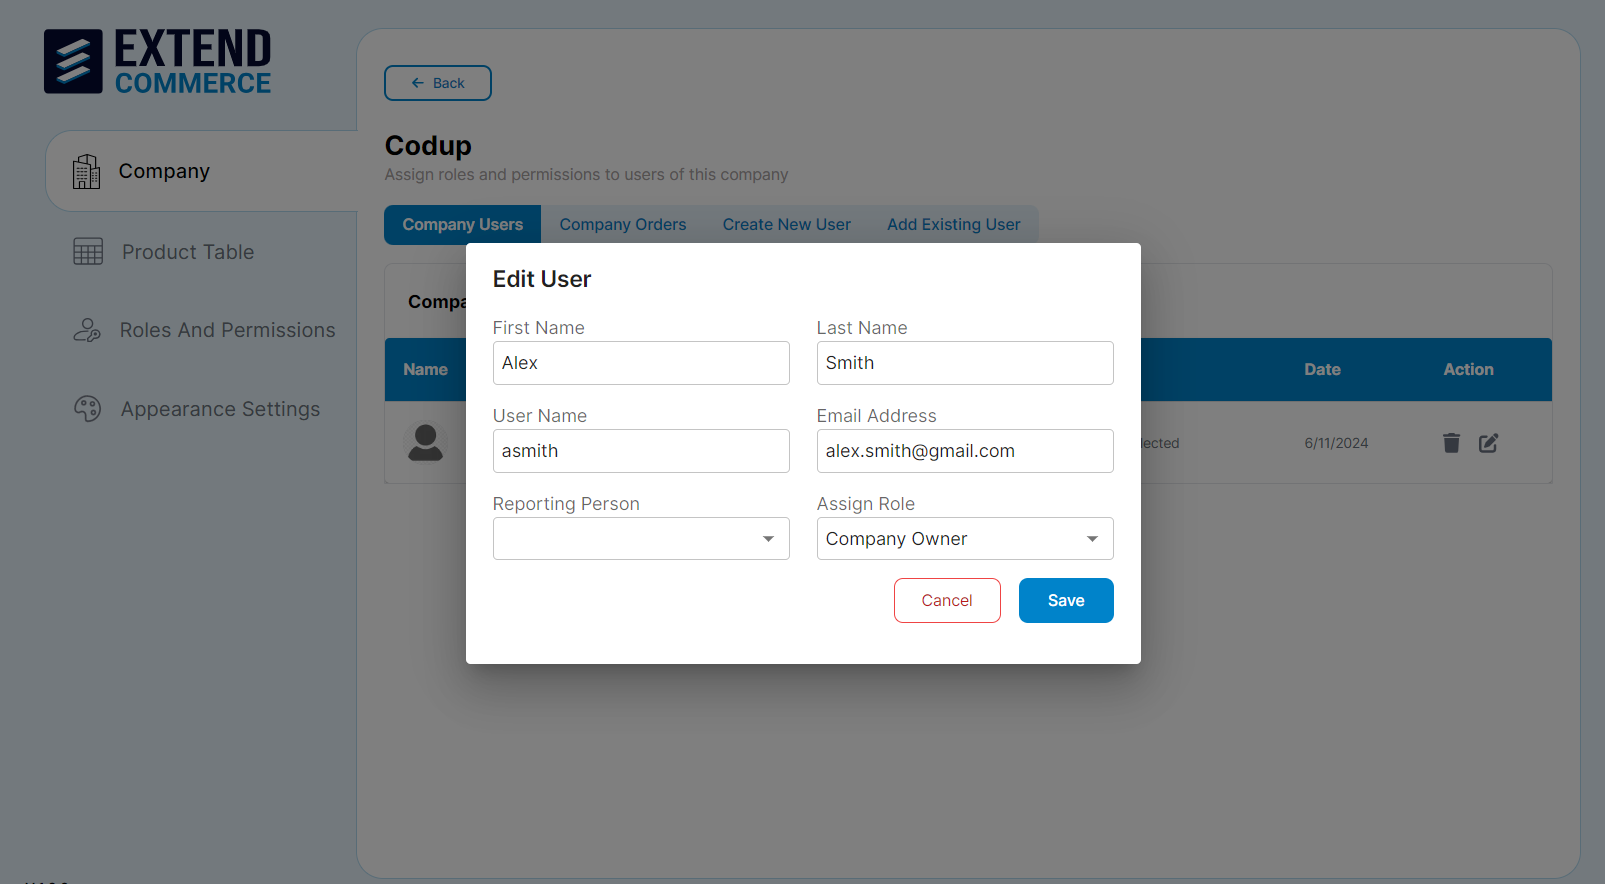 EXTEND
COMMERCE
Company
Product Table
Roles And Permissions
Appearance Settings
Back
Codup
Assign roles and permissions to users of this company
Company Users Company Orders Create New User Add Existing User
Name Date Action
6/11/2024
Edit User
First Name Last Name
Alex Smith
User Name Email Address
asmith alex.smith@gmail.com
Reporting Person Assign Role
Company Owner
Cancel Save